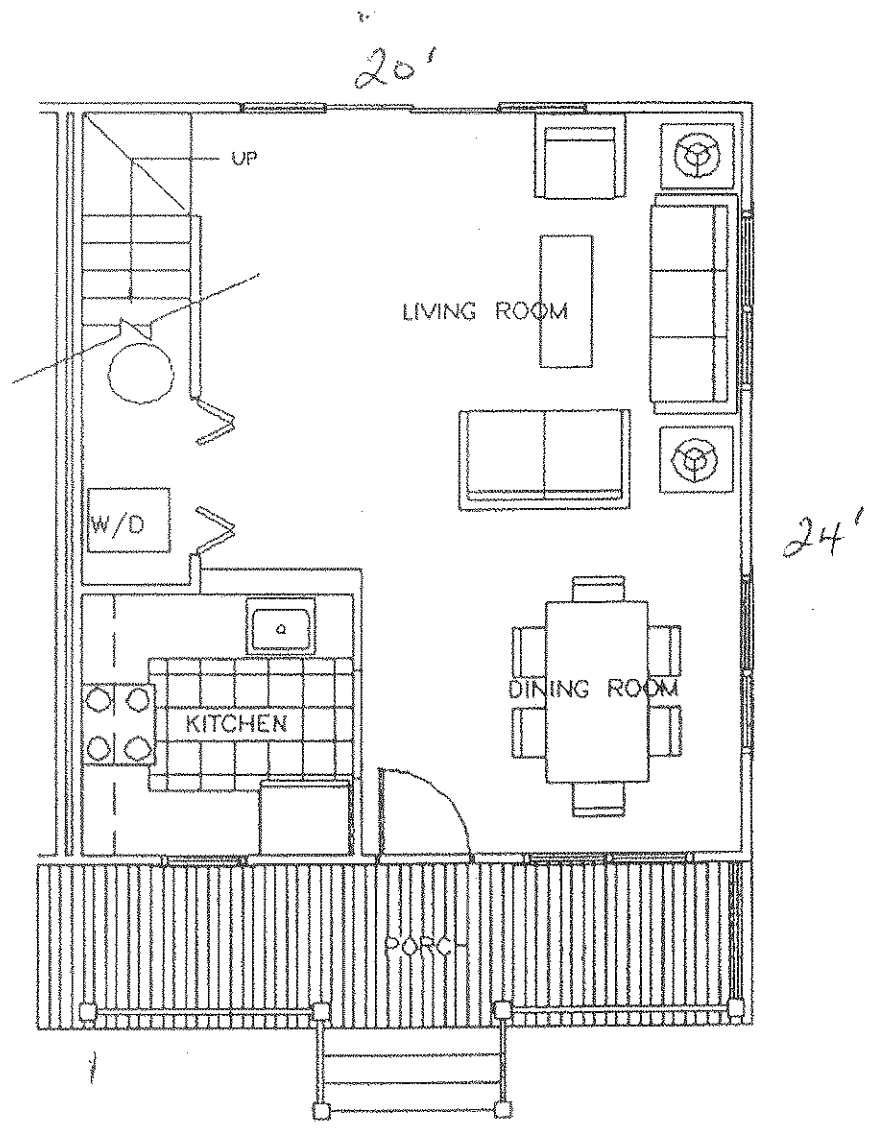 20'
UP
LIVING ROOM
W/D
24'
DINING ROOM
KITCHEN
PORCH